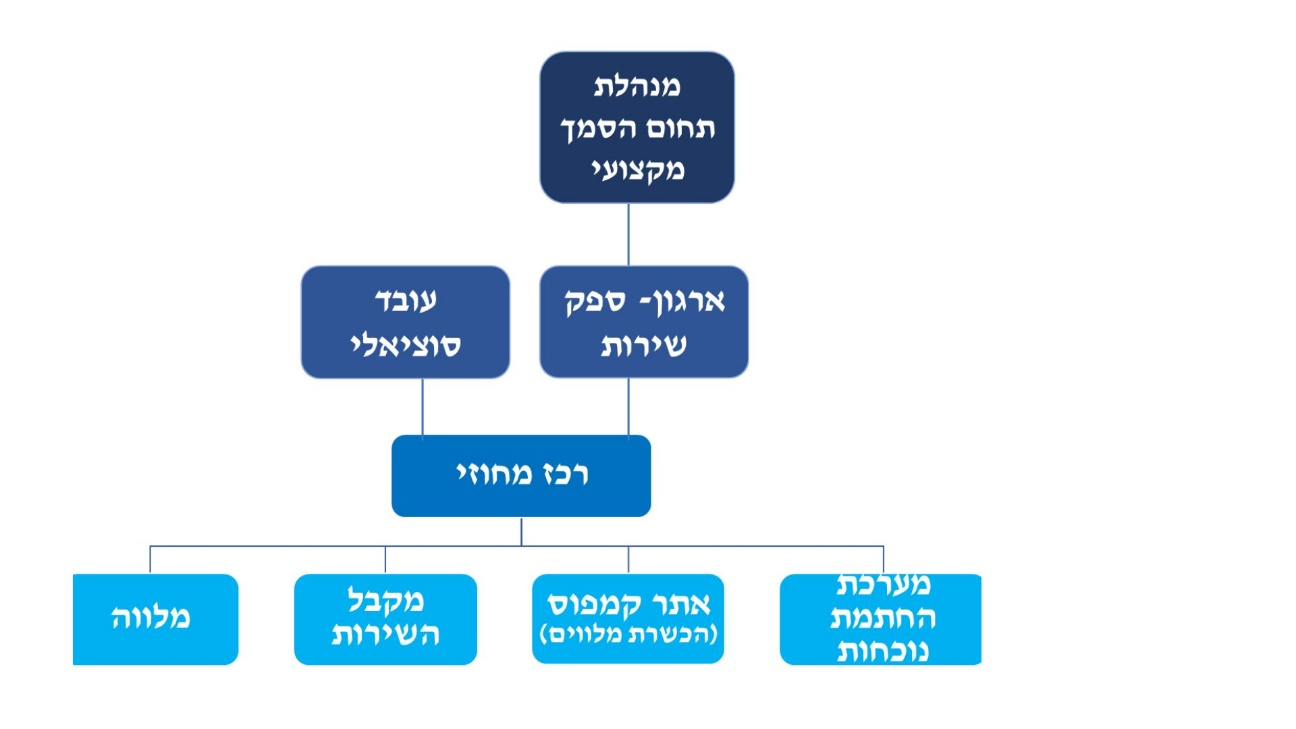 מנהלת
תחום הסמך
מקצועי
ארגון- ספק
שירות
עובד
סוציאלי
רכז מחוזי
מערכת
החתמת
נוכחות
אתר קמפוס
(הכשרת מלווים)
מקבל
השירות
מלווה